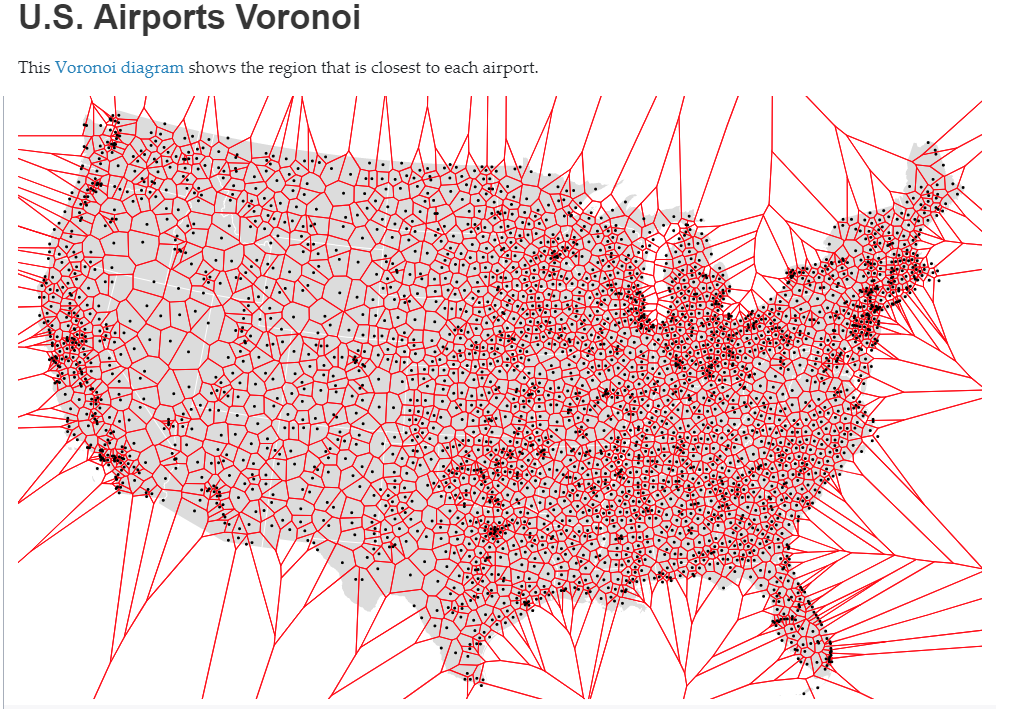 U.S. Airports Voronoi
This Voronoi diagram shows the region that is closest to each airport.